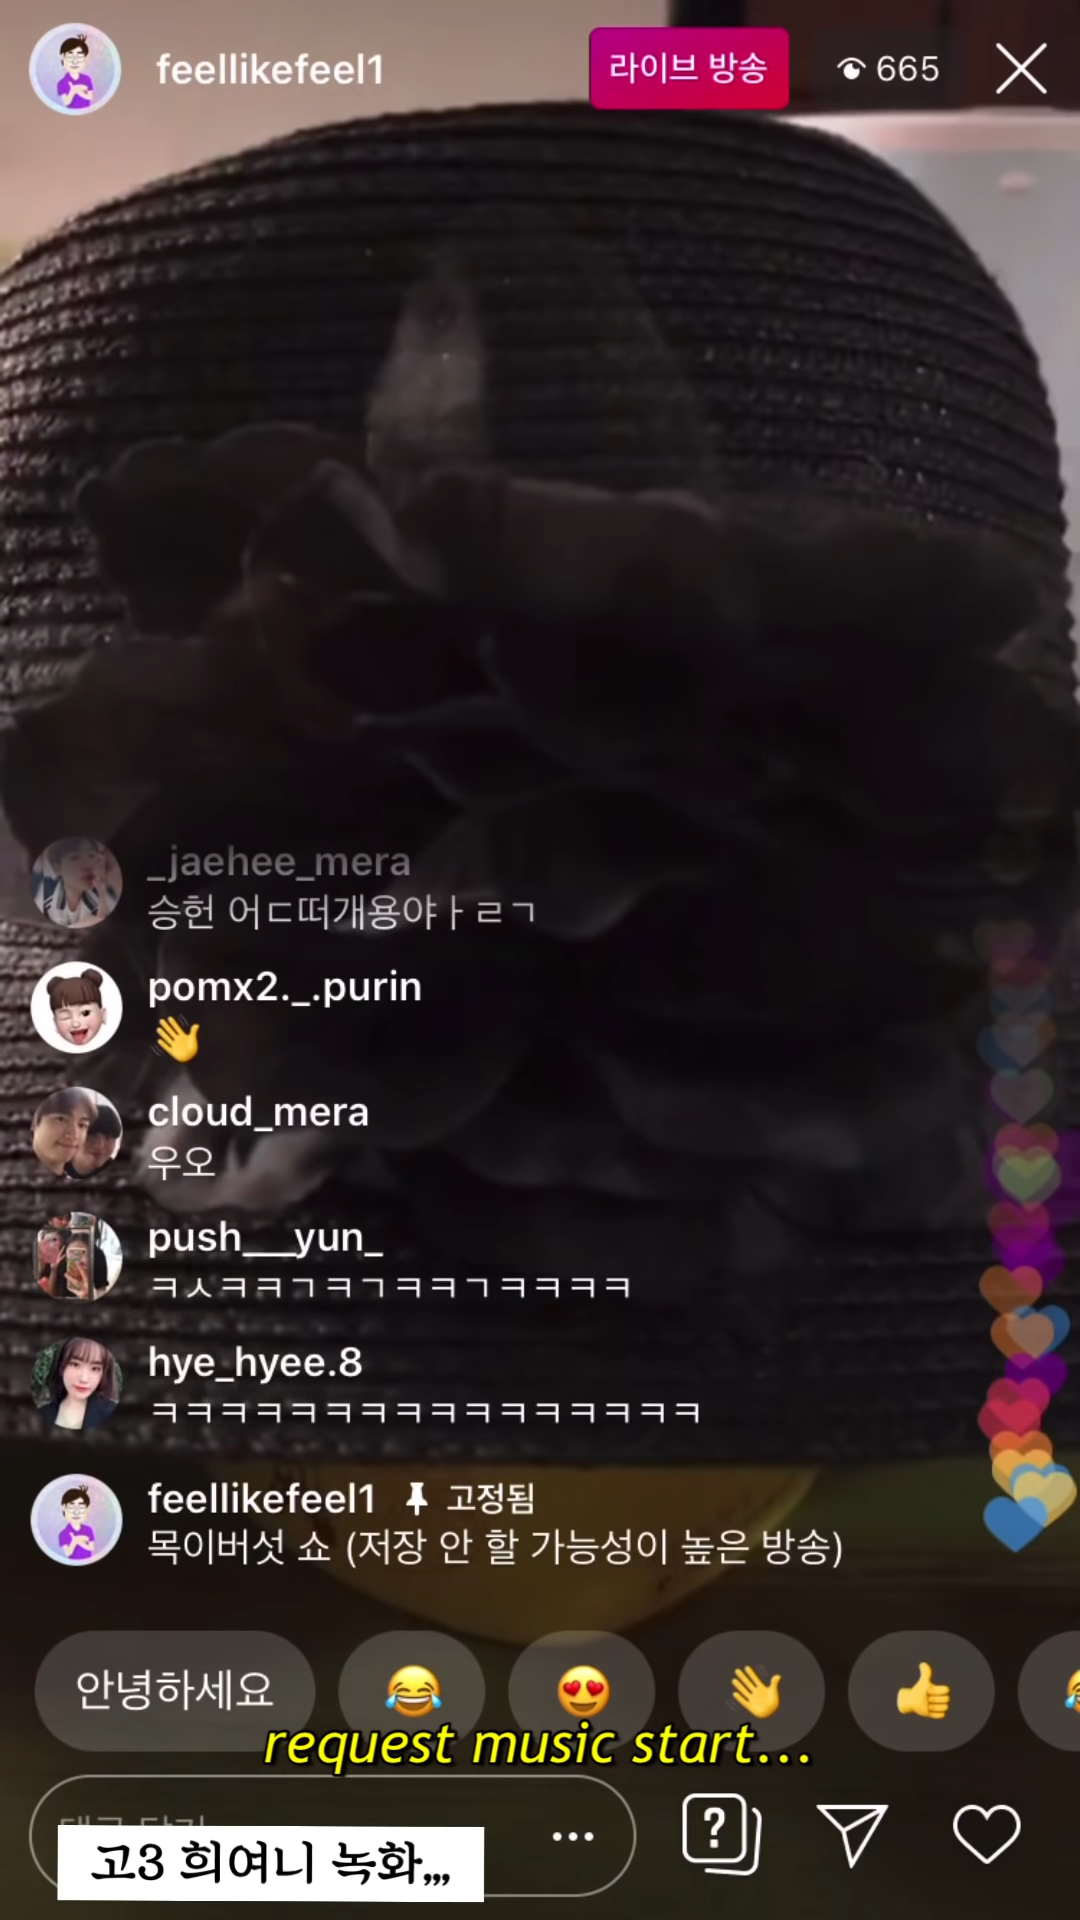 feellikefeel1
라이브 방송
665
_jaehee_mera
승헌 어ㄷ떠개용야ㅏㄹㄱ
pomx2._.purin
👋
cloud_mera
우오
push___yun_
ㅋㅅㅋㅋㄱㅋㄱㅋㅋㄱㅋㅋㅋㅋ
hye_hyee.8
ㅋㅋㅋㅋㅋㅋㅋㅋㅋㅋㅋㅋㅋㅋㅋㅋ
feellikefeel1 고정됨
목이버섯 쇼 (저장 안 할 가능성이 높은 방송)
안녕하세요 😂 😍 👋 👍
request music start...
고3 희여니 녹화,,,